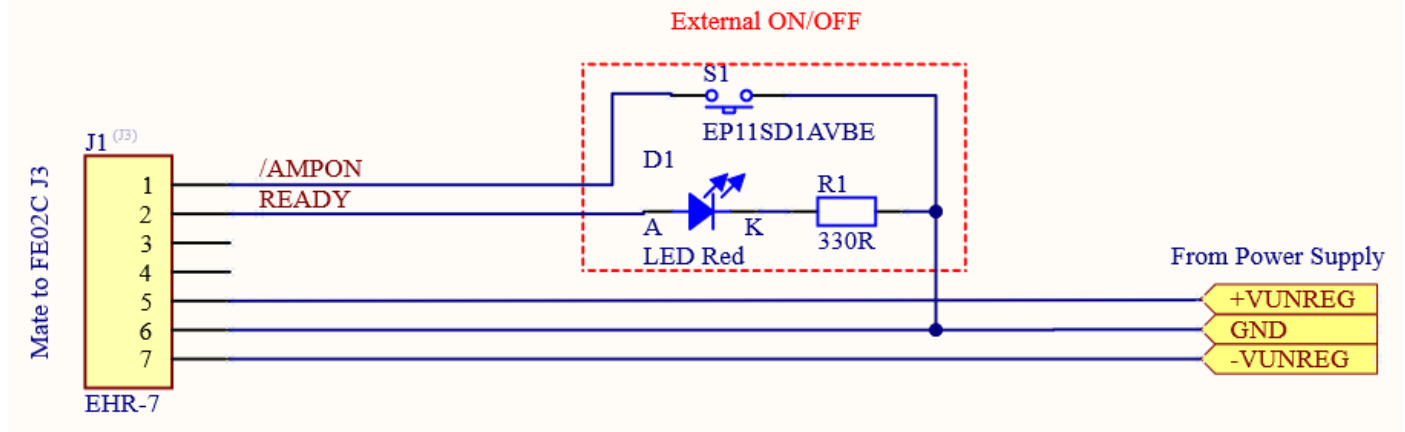 External ON/OFF
S1
EP11SD1AVBE
J1 (J3)
/AMPON
D1
READY
R1
A
K
330R
LED Red
Mate to FE02C J3
1
2
3
4
5
6
7
EHR-7
From Power Supply
+VUNREG
GND
-VUNREG